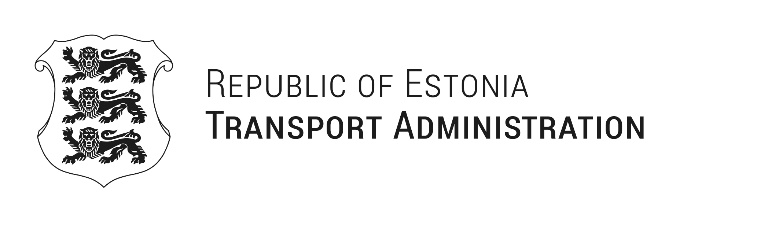 Republic of Estonia
Transport Administration